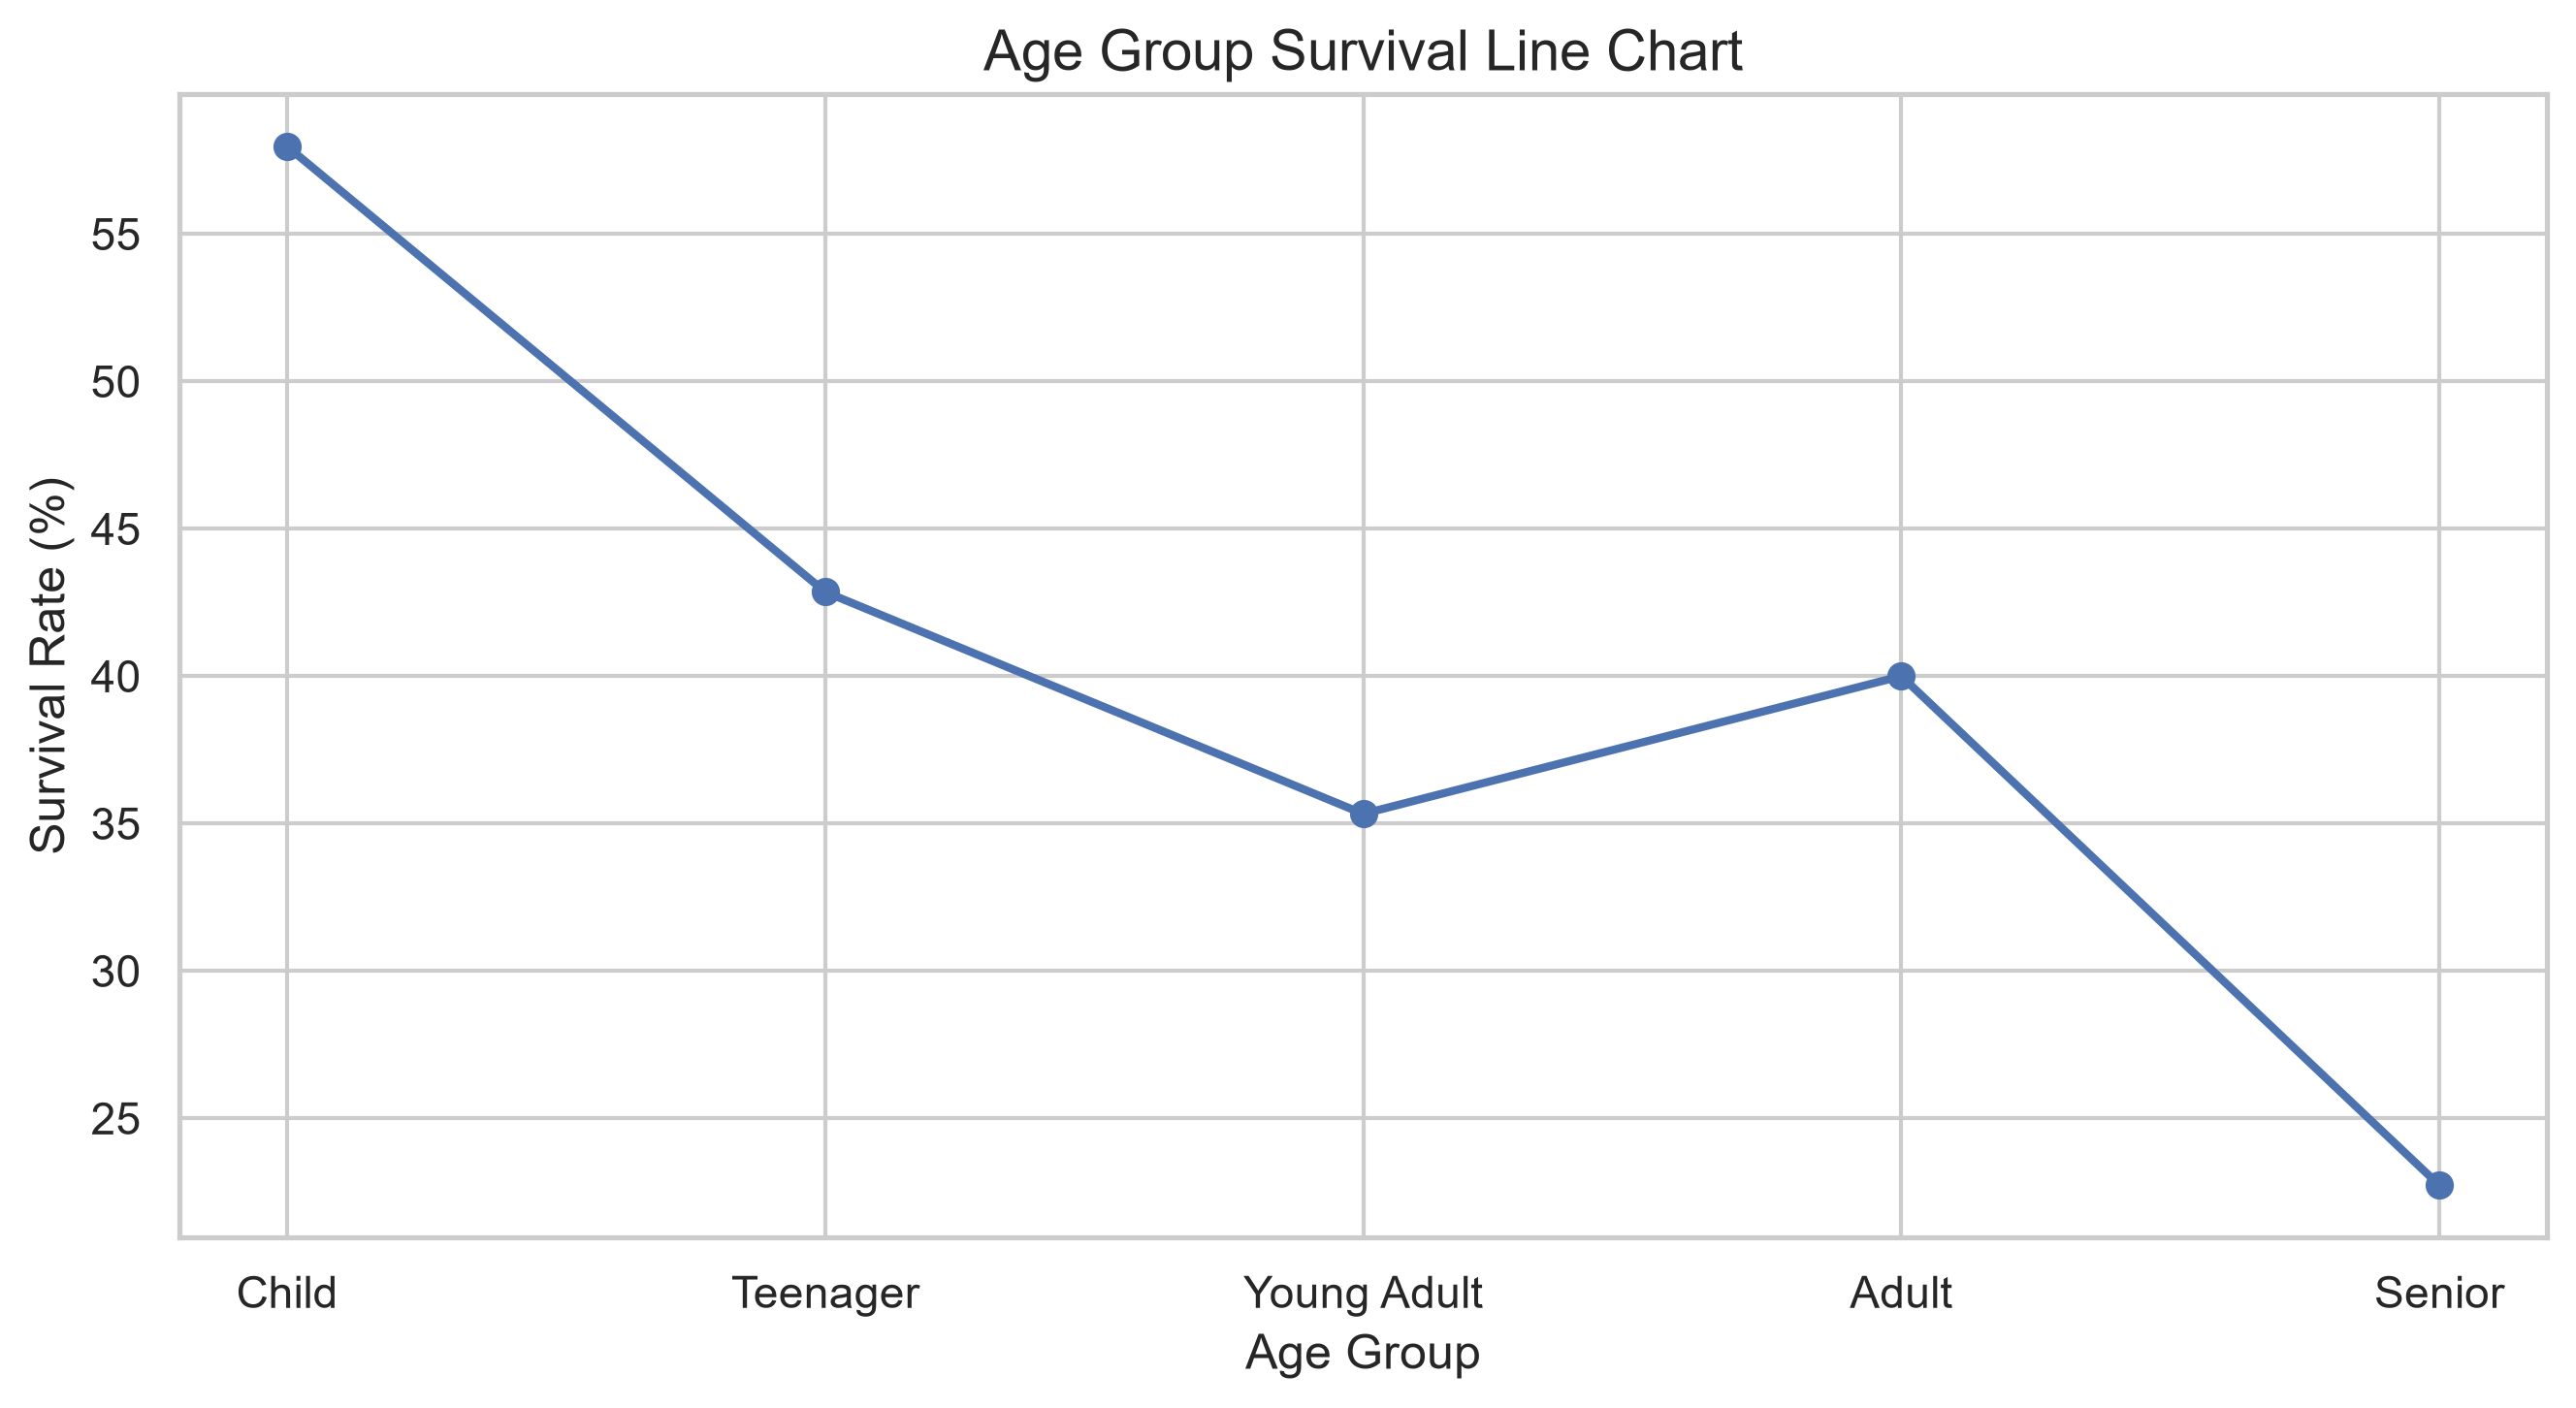 Age Group Survival Line Chart
Survival Rate (%)
55
50
45
40
35
30
25
Child Teenager Young Adult Adult Senior
Age Group